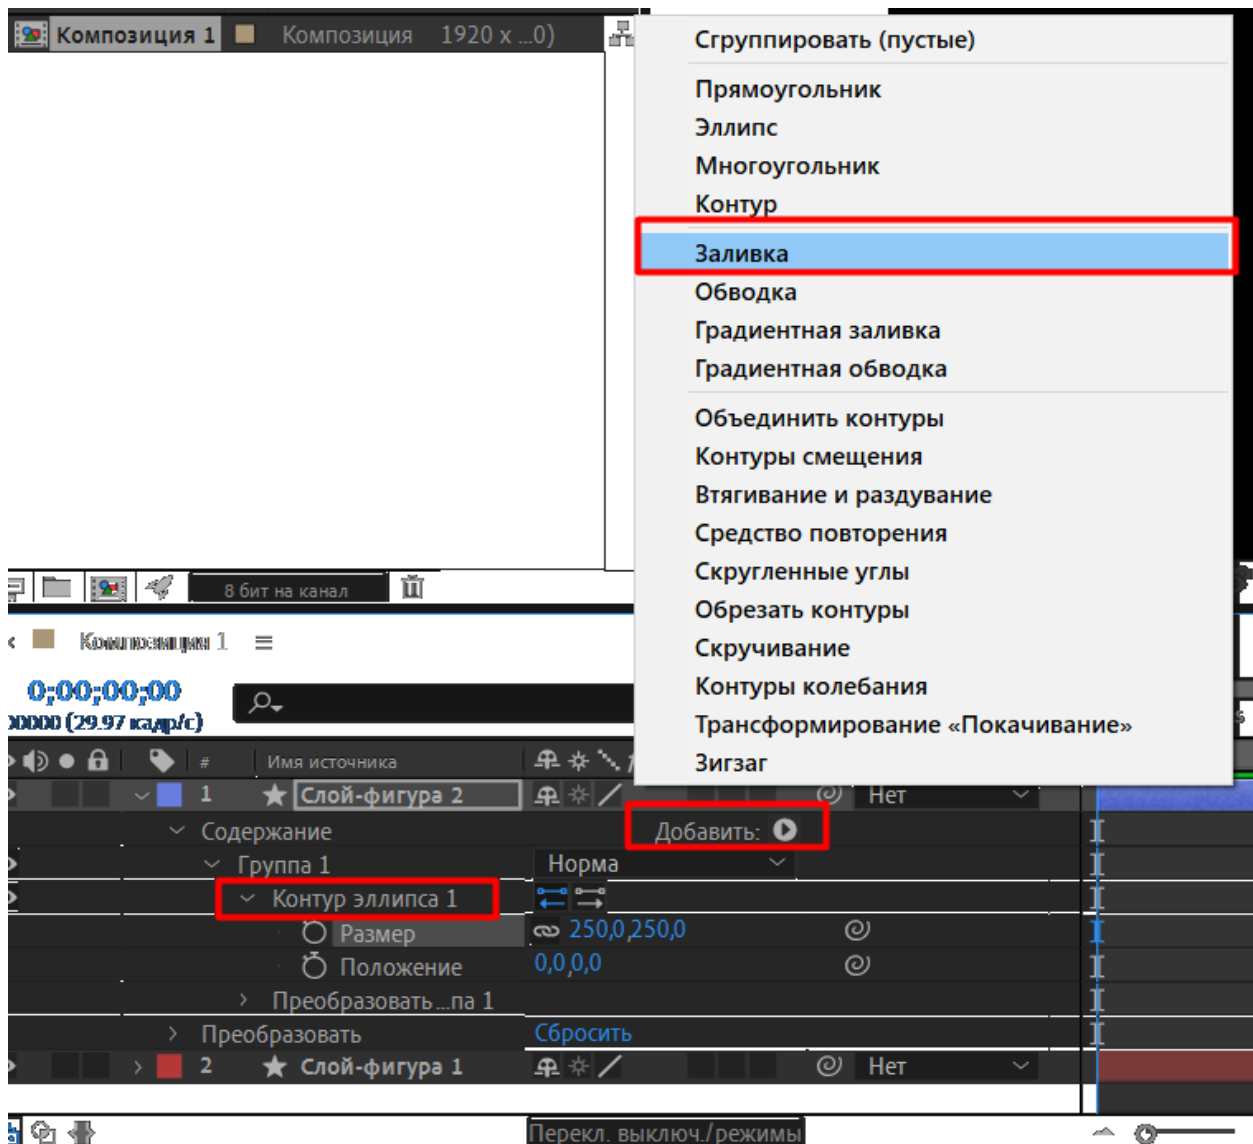 Композиция 1 Композиция 1920 x ...0)
Сгруппировать (пустые)
Прямоугольник
Эллипс
Многоугольник
Контур
Заливка
Обводка
Градиентная заливка
Градиентная обводка
Объединить контуры
Контуры смещения
Втягивание и раздувание
Средство повторения
Скругленные углы
Обрезать контуры
Скручивание
Контуры колебания
Трансформирование «Покачивание»
Зигзаг
8 бит на канал
Композиция 1
0;00;00;00
00000 (29.97 кадр/с)
# Имя источника
1 Слой-фигура 2 Нет
Содержание Добавить:
Группа 1 Норма
Контур эллипса 1
Размер 250,0,250,0
Положение 0,0,0,0
Преобразовать ...па 1
Преобразовать Сбросить
2 Слой-фигура 1 Нет
Перекл. выключ./режимы